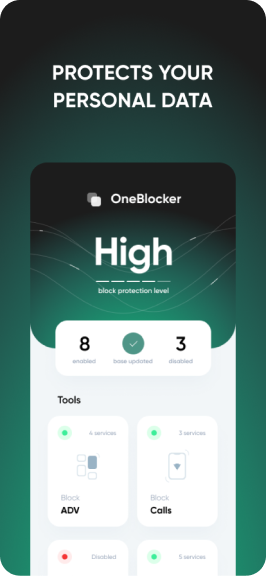 PROTECTS YOUR
PERSONAL DATA
OneBlocker
High
block protection level
8
enabled
base updated
3
disabled
Tools
4 services
Block
ADV
3 services
Block
Calls
Disabled
5 services